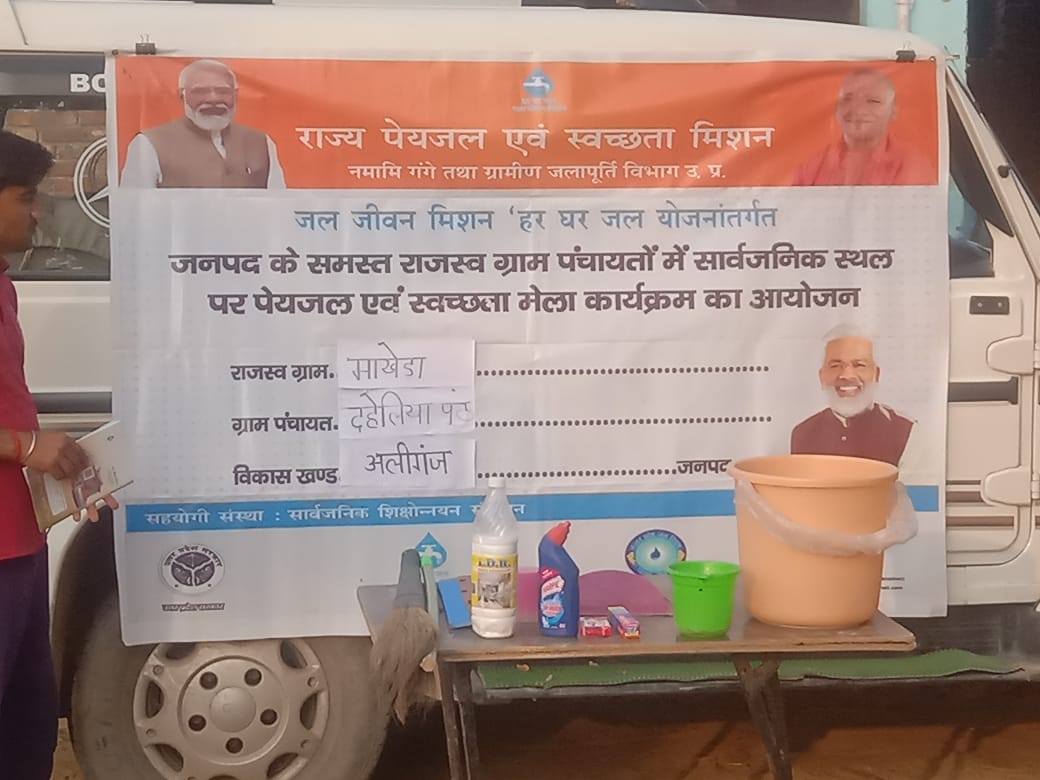 BO
राज्य पेयजल एवं स्वच्छता मिशन
नमामि गंगे तथा ग्रामीण जलापूर्ति विभाग उ. प्र.
जल जीवन मिशन 'हर घर जल योजनांतर्गत
जनपद के समस्त राजस्व ग्राम पंचायतों में सार्वजनिक स्थल
पर पेयजल एवं स्वच्छता मेला कार्यक्रम का आयोजन
राजस्व ग्राम. माखेडा
ग्राम पंचायत. दहेलिया
विकास खण्ड अलीगंज जनपद
सहयोगी संस्था : सार्वजनिक शिक्षोन्नयन